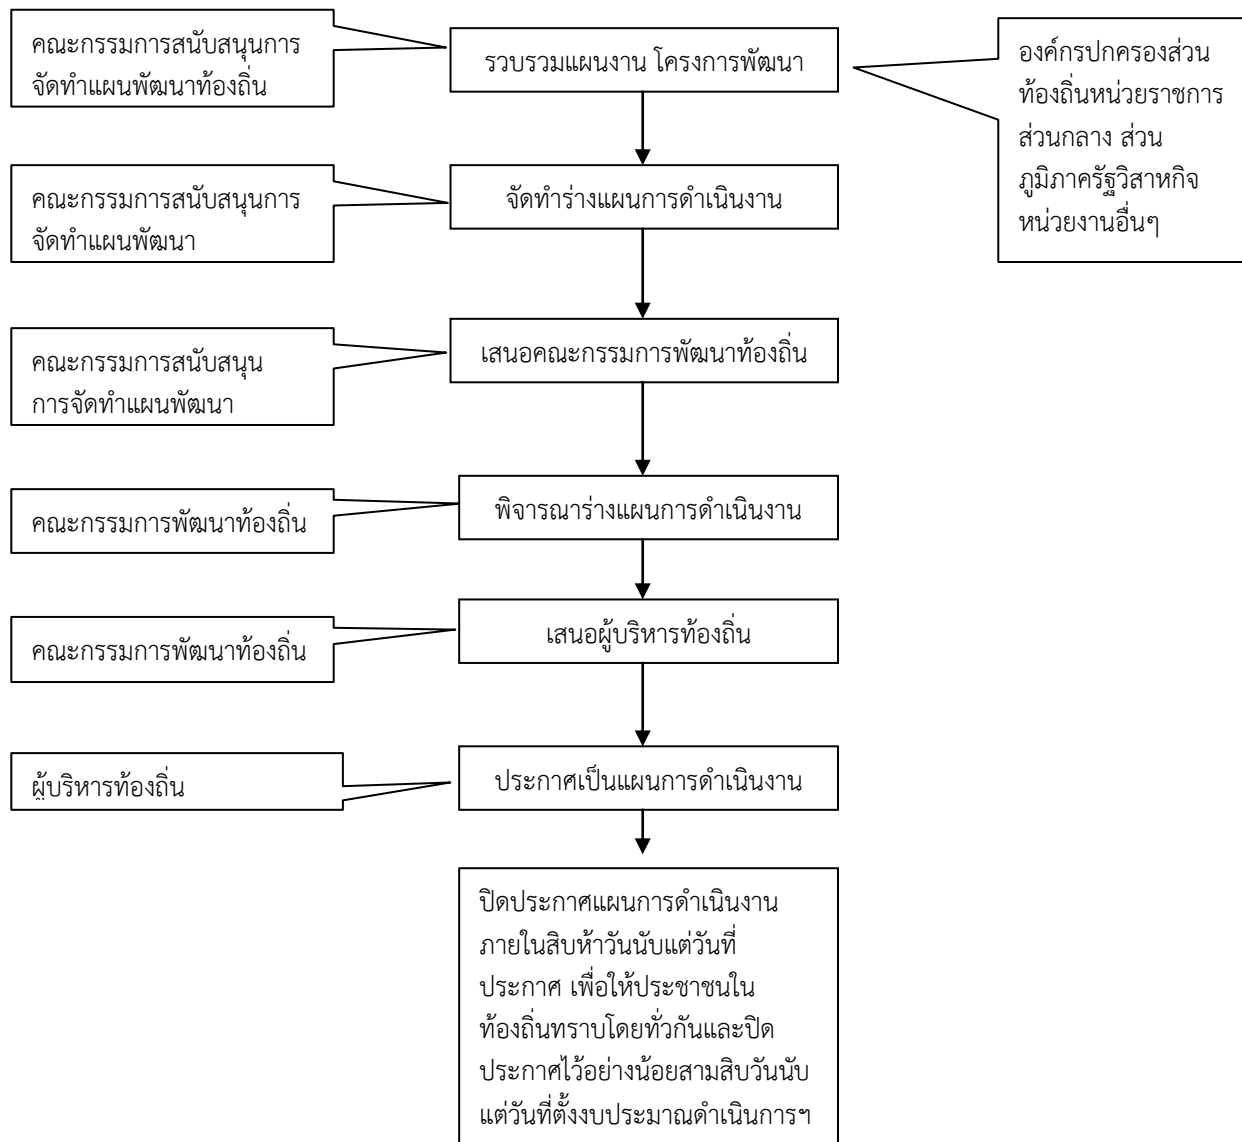 คณะกรรมการสนับสนุนการ
จัดทำแผนพัฒนาท้องถิ่น
รวบรวมแผนงาน โครงการพัฒนา
องค์กรปกครองส่วน
ท้องถิ่นหน่วยราชการ
ส่วนกลาง ส่วน
ภูมิภาครัฐวิสาหกิจ
หน่วยงานอื่นๆ
คณะกรรมการสนับสนุนการ
จัดทำแผนพัฒนา
จัดทำร่างแผนการดำเนินงาน
คณะกรรมการสนับสนุน
การจัดทำแผนพัฒนา
เสนอคณะกรรมการพัฒนาท้องถิ่น
คณะกรรมการพัฒนาท้องถิ่น
พิจารณาร่างแผนการดำเนินงาน
คณะกรรมการพัฒนาท้องถิ่น
เสนอผู้บริหารท้องถิ่น
ผู้บริหารท้องถิ่น
ประกาศเป็นแผนการดำเนินงาน
ปิดประกาศแผนการดำเนินงาน
ภายในสิบห้าวันนับแต่วันที่
ประกาศ เพื่อให้ประชาชนใน
ท้องถิ่นทราบโดยทั่วกันและปิด
ประกาศไว้อย่างน้อยสามสิบวันนับ
แต่วันที่ตั้งงบประมาณดำเนินการฯ